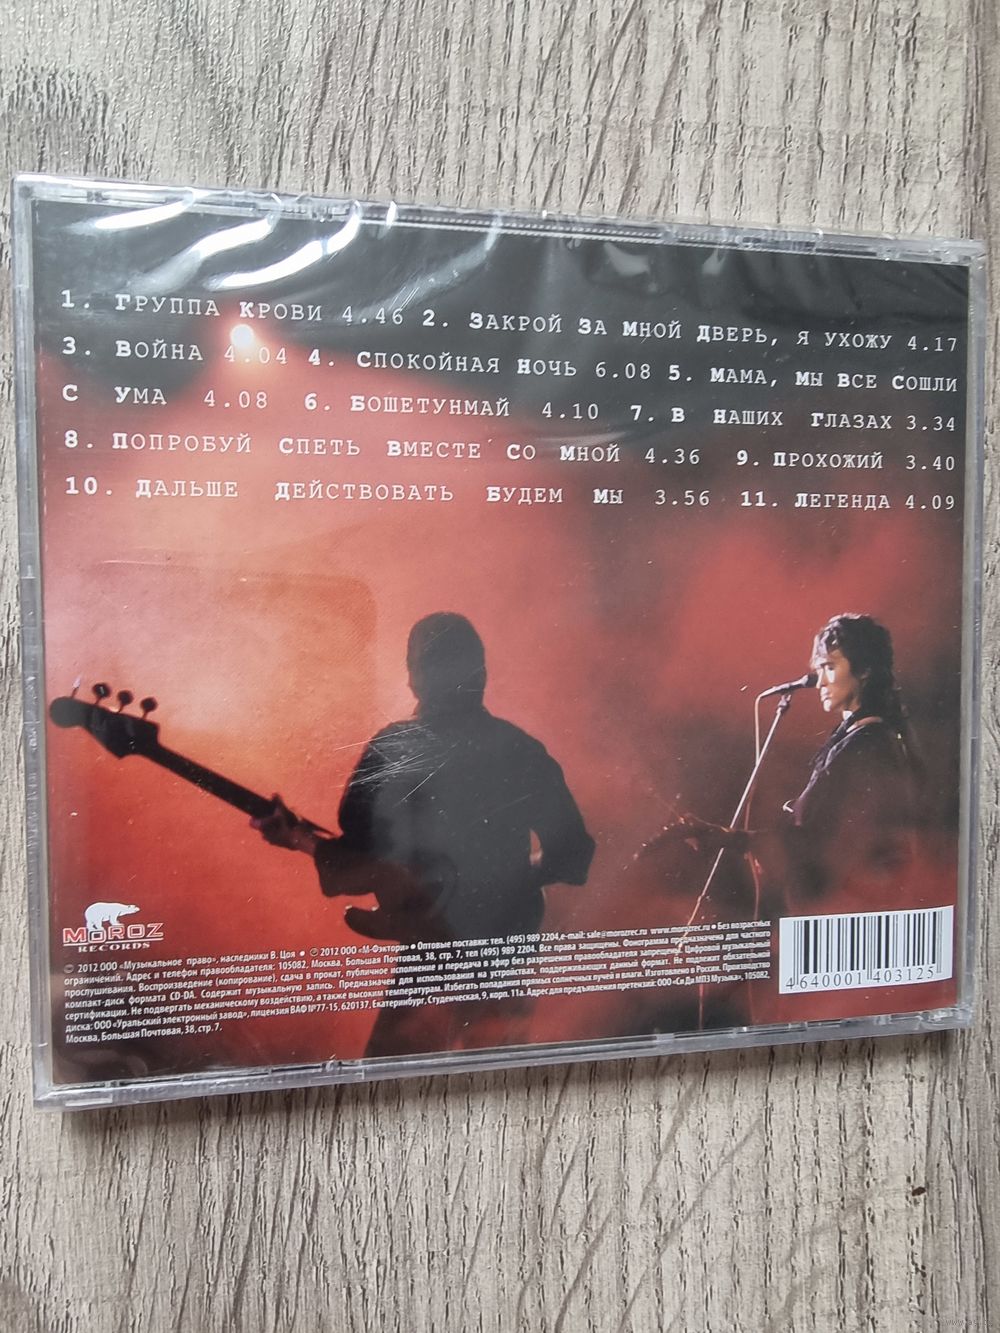 1. Группа Крови 4.46 2. Закрой За Мной Дверь, я ухожу 4.17
3. Война 4.04 4. Спокойная Ночь 6.08 5. Мама, Мы Все Сошли
С Ума 4.08 6. Бошетунмай 4.10 7. В Наших Глазах 3.34
8. Попробуй Спеть Вместе Со Мной 4.36 9. Прохожий 3.40
10. Дальше Действовать Будем Мы 3.56 11. Легенда 4.09
MOROZ
RECORDS
© 2012 ООО «Музыкальное право», наследники В. Цоя ● ℗ 2012 ООО «М-Фэктори» ● Оптовые поставки: тел. (495) 989 2204, e-mail: sale@morozrec.ru www.morozrec.ru ● Без возрастных
ограничений. Адрес и телефон правообладателя: 105082, Москва, Большая Почтовая, 38, стр. 7, тел (495) 989 2204. Все права защищены. Фонограмма предназначена для частного
прослушивания. Воспроизведение (копирование), сдача в прокат, публичное исполнение и передача в эфир без разрешения правообладателя запрещены. Цифровой музыкальный
компакт-диск формата CD-DA. Содержит музыкальную запись. Предназначен для использования на устройствах, поддерживающих данный формат. Не подлежит обязательной
сертификации. Не подвергать механическому воздействию, а также высоким температурам. Избегать попадания прямых солнечных лучей и влаги. Изготовлено в России. Производство
диска: ООО «Уральский электронный завод», лицензия ВАФ №77-15, 620137, Екатеринбург, Студенческая, 9, корп. 11а. Адрес для предъявления претензий: ООО «Си Ди МПЗ Музыка», 105082,
Москва, Большая Почтовая, 38, стр. 7.
4 640001 403125